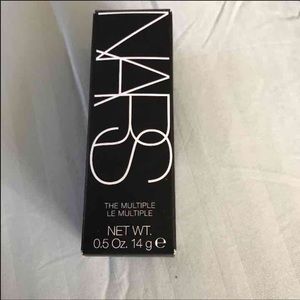 NARS
THE MULTIPLE
LE MULTIPLE
NET WT.
0.5 Oz. 14 g ℮